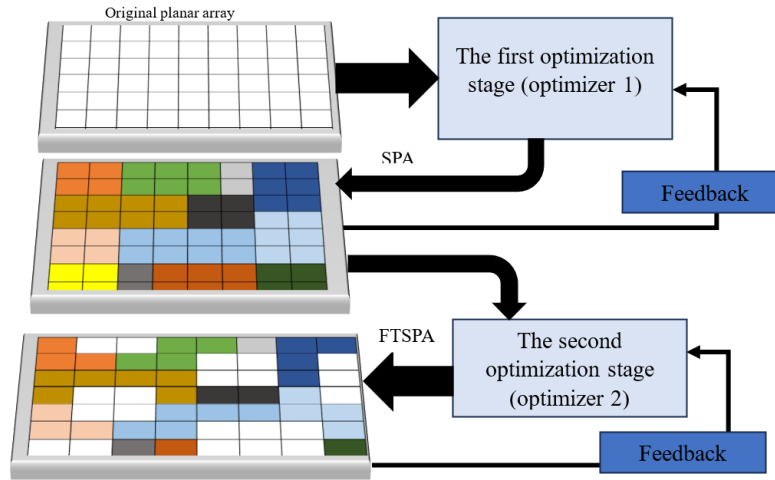 Original planar array
The first optimization
stage (optimizer 1)
SPA
Feedback
FTSPA
The second
optimization stage
(optimizer 2)
Feedback